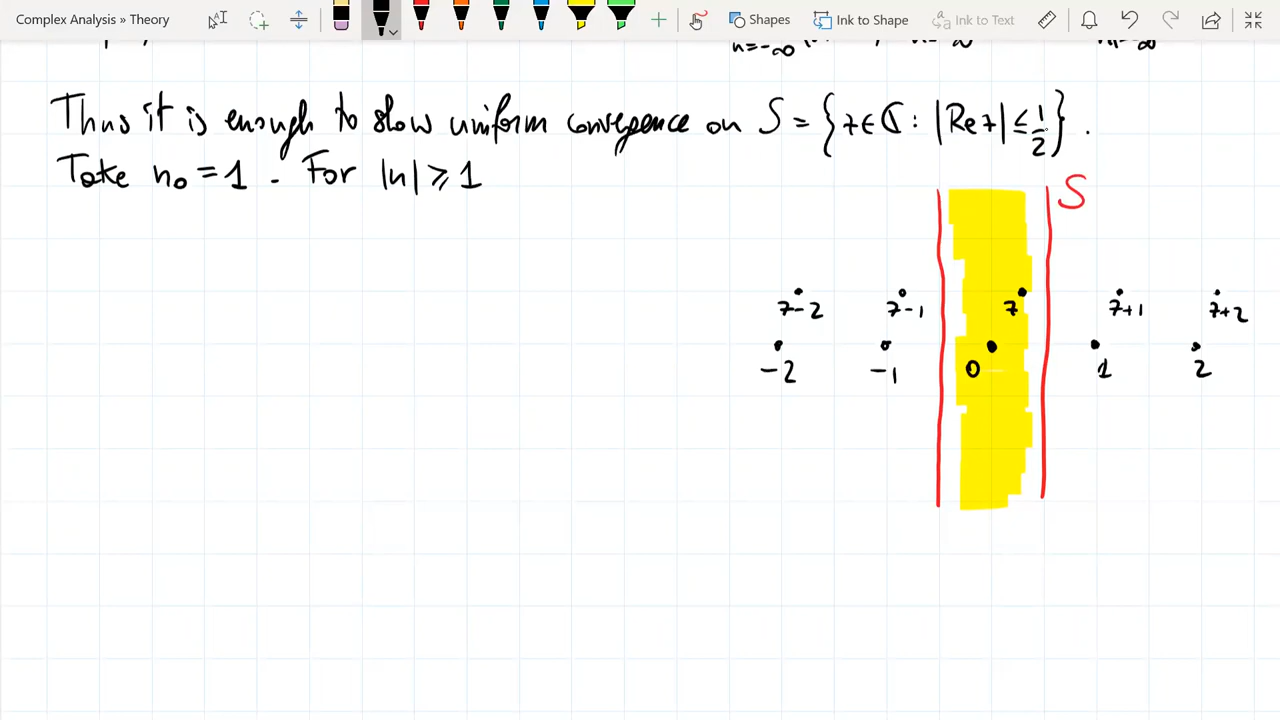 Complex Analysis » Theory
Shapes
Ink to Shape
Ink to Text
n=-∞
Thus it is enough to show uniform convergence on S = {z∈ℂ : |Re z| ≤ 1/2} .
Take n₀ = 1 . For |n| ≥ 1
S
z-2 z-1 z z+1 z+2
-2 -1 0 1 2